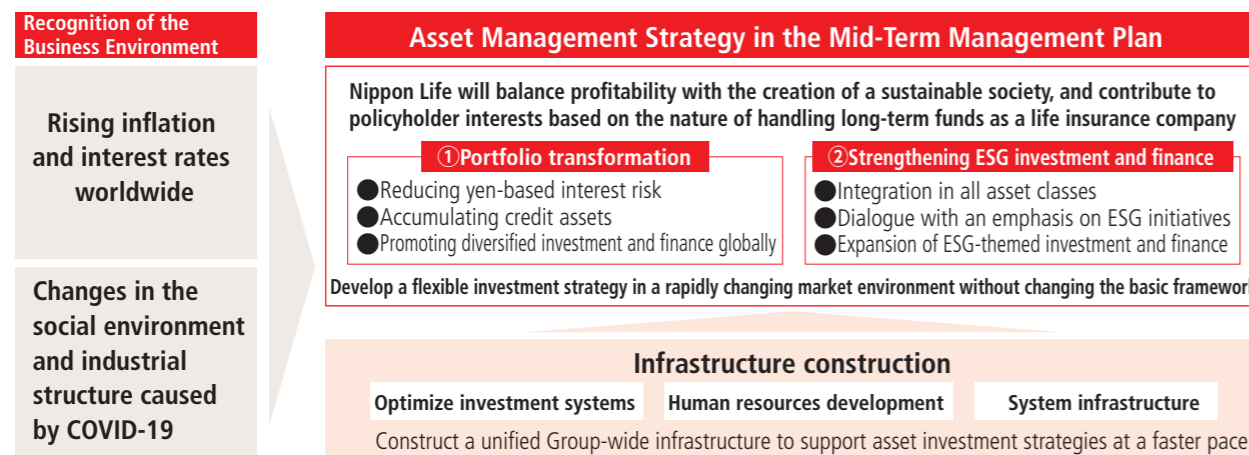 Recognition of the
Business Environment
Rising inflation
and interest rates
worldwide
Changes in the
social environment
and industrial
structure caused
by COVID-19
Asset Management Strategy in the Mid-Term Management Plan
Nippon Life will balance profitability with the creation of a sustainable society, and contribute to
policyholder interests based on the nature of handling long-term funds as a life insurance company
①Portfolio transformation
●Reducing yen-based interest risk
●Accumulating credit assets
●Promoting diversified investment and finance globally
②Strengthening ESG investment and finance
●Integration in all asset classes
●Dialogue with an emphasis on ESG initiatives
●Expansion of ESG-themed investment and finance
Develop a flexible investment strategy in a rapidly changing market environment without changing the basic framework
Infrastructure construction
Optimize investment systems
Human resources development
System infrastructure
Construct a unified Group-wide infrastructure to support asset investment strategies at a faster pace